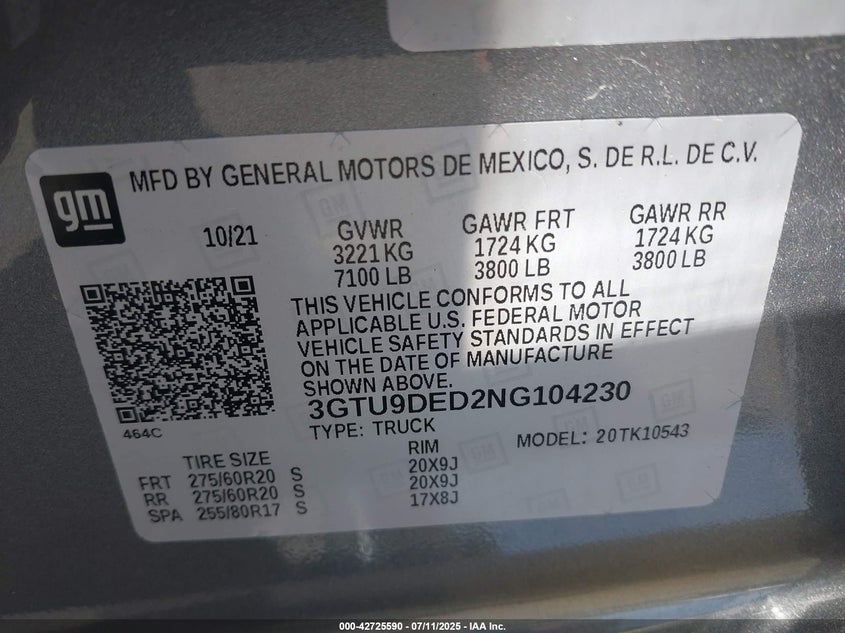 MFD BY GENERAL MOTORS DE MEXICO, S. DE R.L. DE C.V.
gm
10/21
GVWR
3221 KG
7100 LB
GAWR FRT
1724 KG
3800 LB
GAWR RR
1724 KG
3800 LB
THIS VEHICLE CONFORMS TO ALL
APPLICABLE U.S. FEDERAL MOTOR
VEHICLE SAFETY STANDARDS IN EFFECT
ON THE DATE OF MANUFACTURE
SHOWN ABOVE.
3GTU9DED2NG104230
464C
TYPE: TRUCK
MODEL: 20TK10543
TIRE SIZE
RIM
FRT 275/60R20 S 20X9J
RR 275/60R20 S 20X9J
SPA 255/80R17 S 17X8J
000-42725590 - 07/11/2025 - IAA Inc.